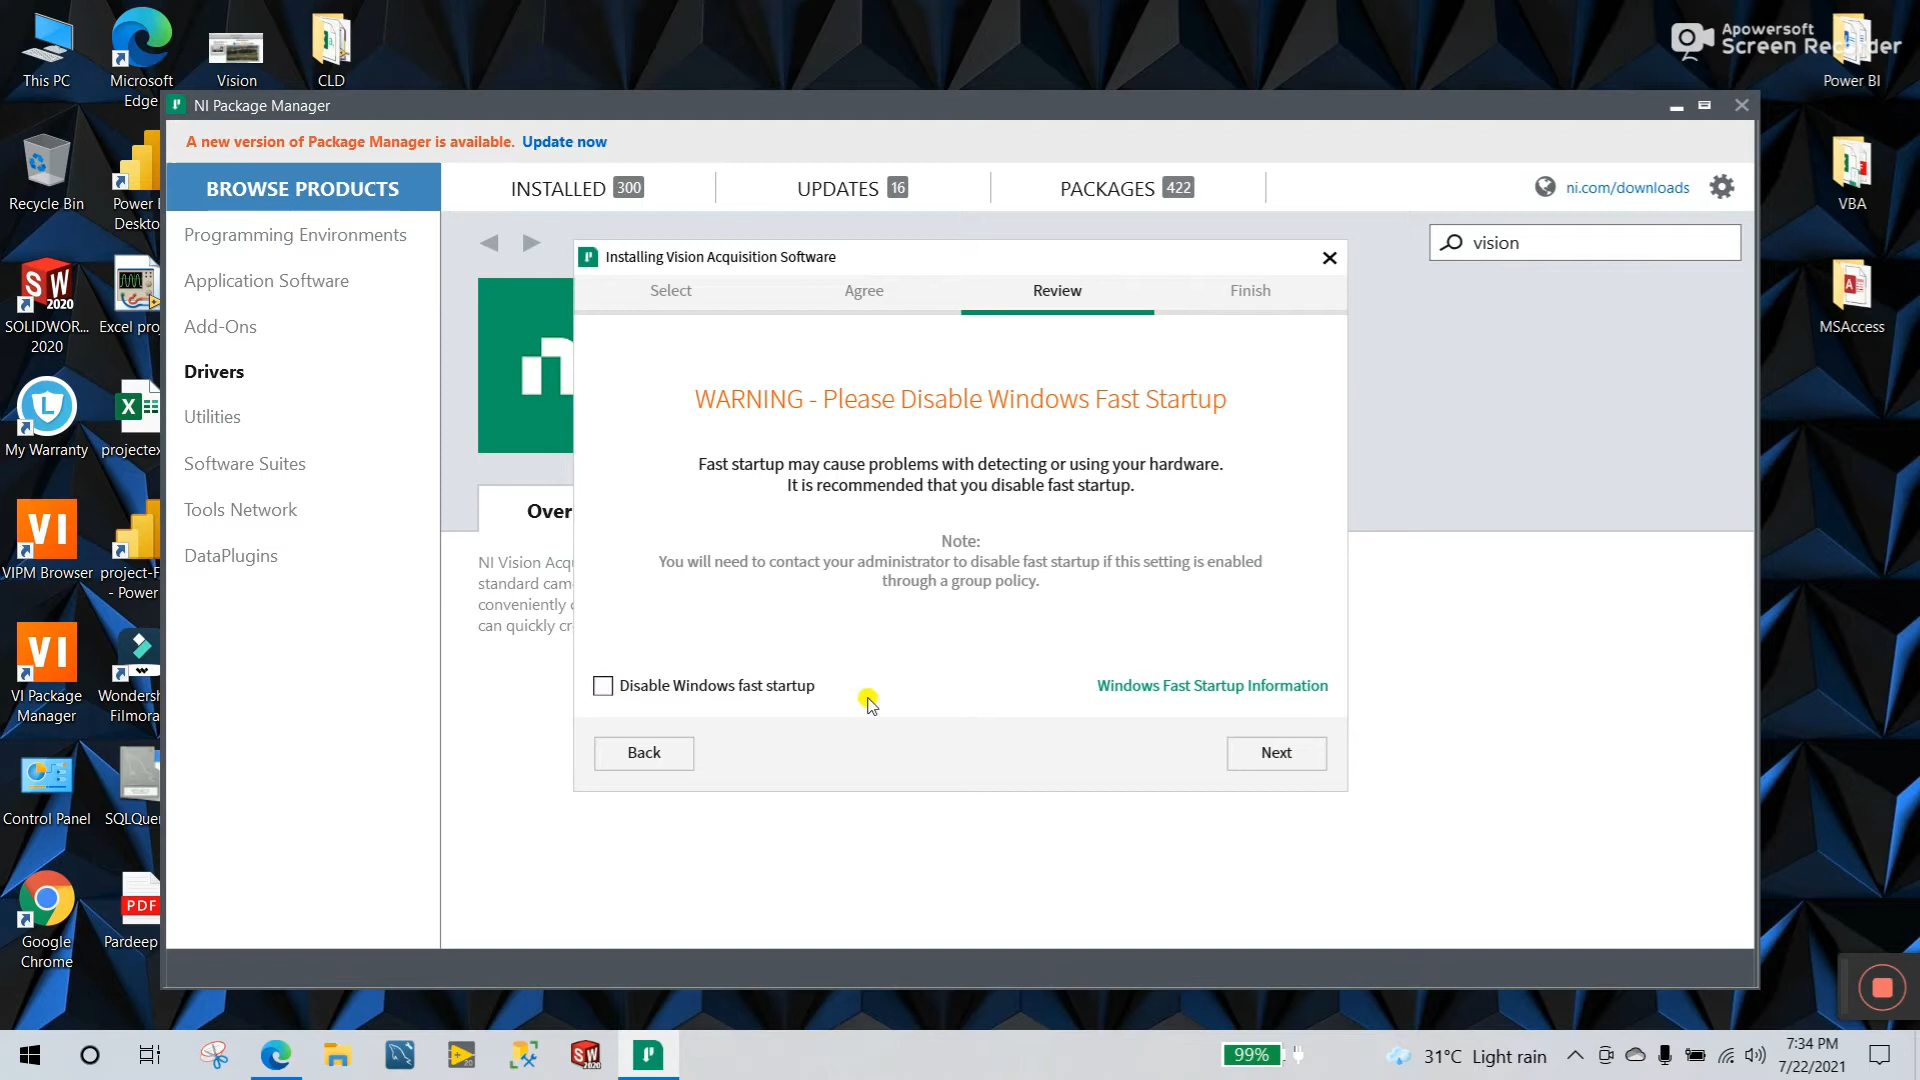 This PC
Microsoft
Edge
Vision
CLD
Apowersoft
Screen Recorder
Power BI
NI Package Manager
A new version of Package Manager is available. Update now
BROWSE PRODUCTS
INSTALLED 300
UPDATES 16
PACKAGES 422
ni.com/downloads
Recycle Bin
Power
Deskto
VBA
Programming Environments
Application Software
Add-Ons
Drivers
Utilities
Software Suites
Tools Network
DataPlugins
vision
Installing Vision Acquisition Software
Select
Agree
Review
Finish
WARNING - Please Disable Windows Fast Startup
Fast startup may cause problems with detecting or using your hardware.
It is recommended that you disable fast startup.
Note:
You will need to contact your administrator to disable fast startup if this setting is enabled
through a group policy.
Disable Windows fast startup
Windows Fast Startup Information
Back
Next
Over
NI Vision Acq
standard cam
conveniently
can quickly cr
SW
2020
SOLIDWOR...
2020
Excel pro
MSAccess
My Warranty
projectex
VI
VIPM Browser
project-F
- Power
VI
VI Package
Manager
Wondersh
Filmora
Control Panel
SQLQue
PDF
Google
Chrome
Pardeep
SW
2020
99%
31°C Light rain
7:34 PM
7/22/2021